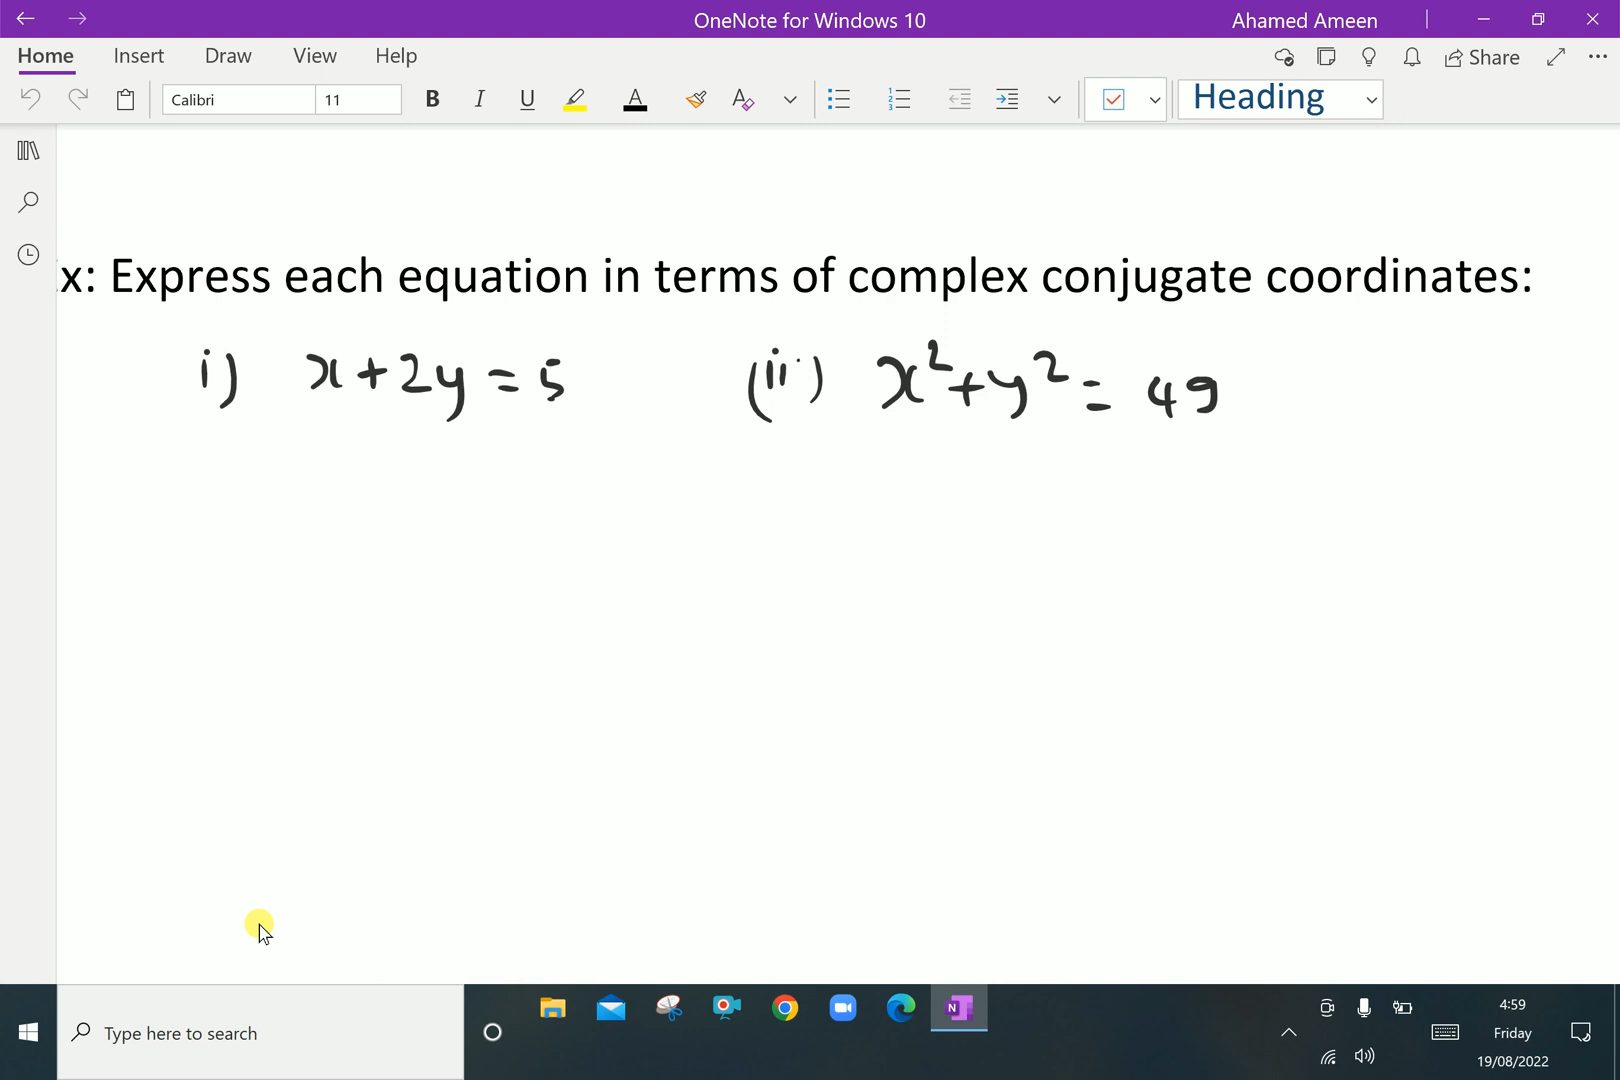 OneNote for Windows 10 Ahamed Ameen
Home Insert Draw View Help Share
Calibri 11 B I U A A Heading
x: Express each equation in terms of complex conjugate coordinates:
i) x + 2y = 5 (ii) x² + y² = 49
Type here to search
4:59
Friday
19/08/2022